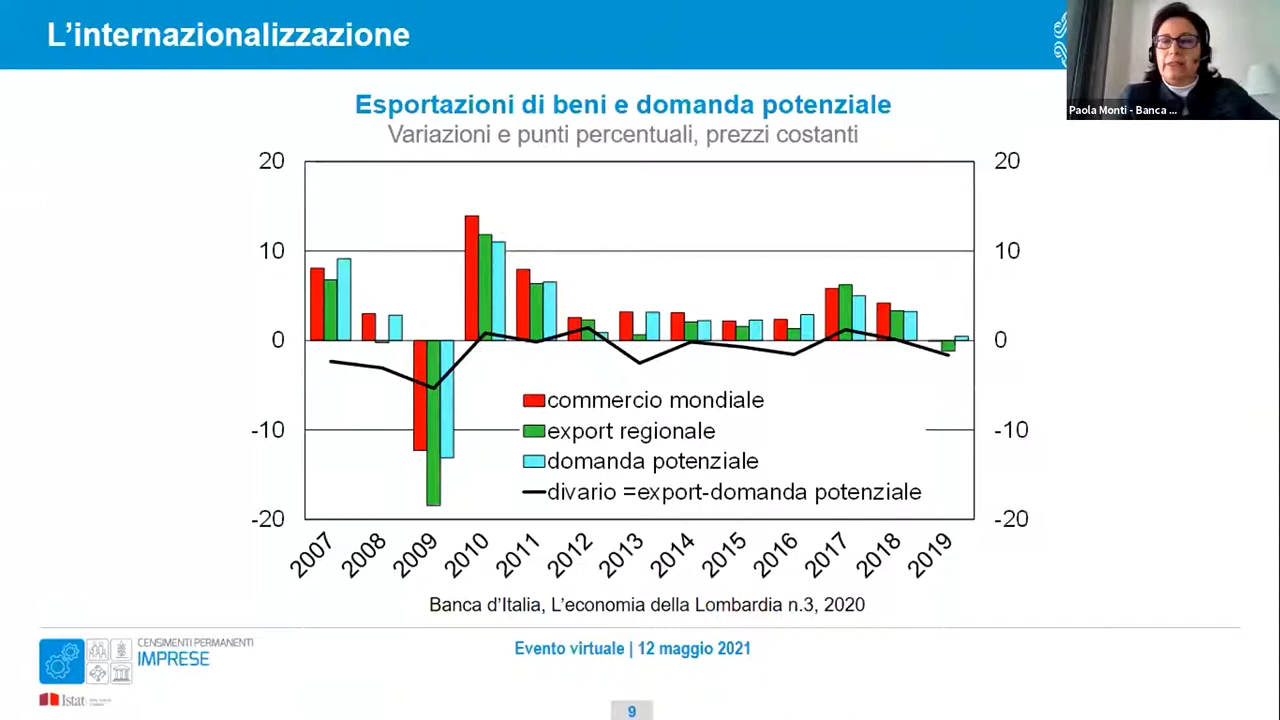 L'internazionalizzazione
Paola Monti - Banca ...
Esportazioni di beni e domanda potenziale
Variazioni e punti percentuali, prezzi costanti
20 20
10 10
0 0
-10 -10
-20 -20
commercio mondiale
export regionale
domanda potenziale
divario =export-domanda potenziale
2007 2008 2009 2010 2011 2012 2013 2014 2015 2016 2017 2018 2019
Banca d'Italia, L'economia della Lombardia n.3, 2020
CENSIMENTI PERMANENTI
IMPRESE
Evento virtuale | 12 maggio 2021
Istat
9